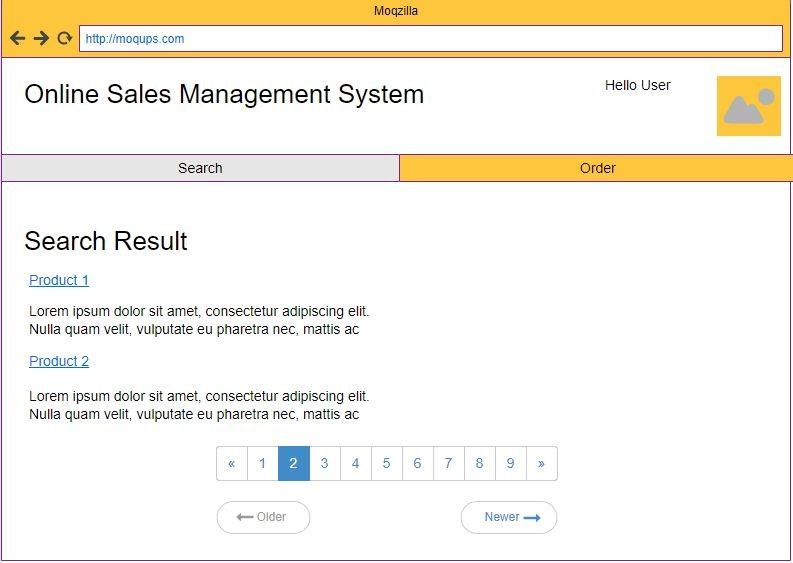 Moqzilla
http://moqups.com
Online Sales Management System
Hello User
Search
Order
Search Result
Product 1
Lorem ipsum dolor sit amet, consectetur adipiscing elit.
Nulla quam velit, vulputate eu pharetra nec, mattis ac
Product 2
Lorem ipsum dolor sit amet, consectetur adipiscing elit.
Nulla quam velit, vulputate eu pharetra nec, mattis ac
« 1 2 3 4 5 6 7 8 9 »
Older
Newer